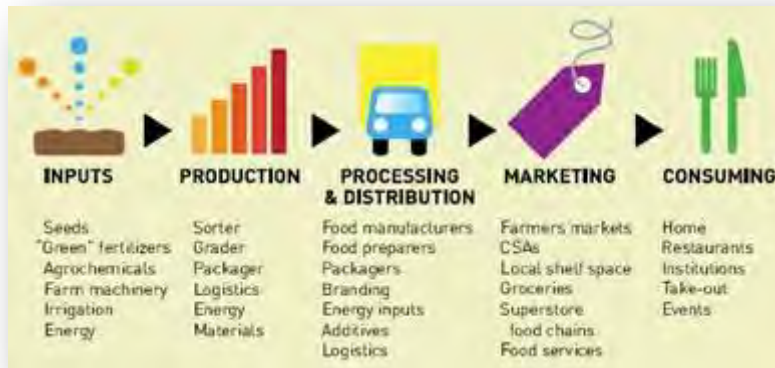 INPUTS
Seeds
"Green" fertilizers
Agrochemicals
Farm machinery
Irrigation
Energy
PRODUCTION
Sorter
Grader
Packager
Logistics
Energy
Materials
PROCESSING
& DISTRIBUTION
Food manufacturers
Food preparers
Packagers
Branding
Energy inputs
Additives
Logistics
MARKETING
Farmers markets
CSAs
Local shelf space
Groceries
Superstore
food chains
Food services
CONSUMING
Home
Restaurants
Institutions
Take-out
Events